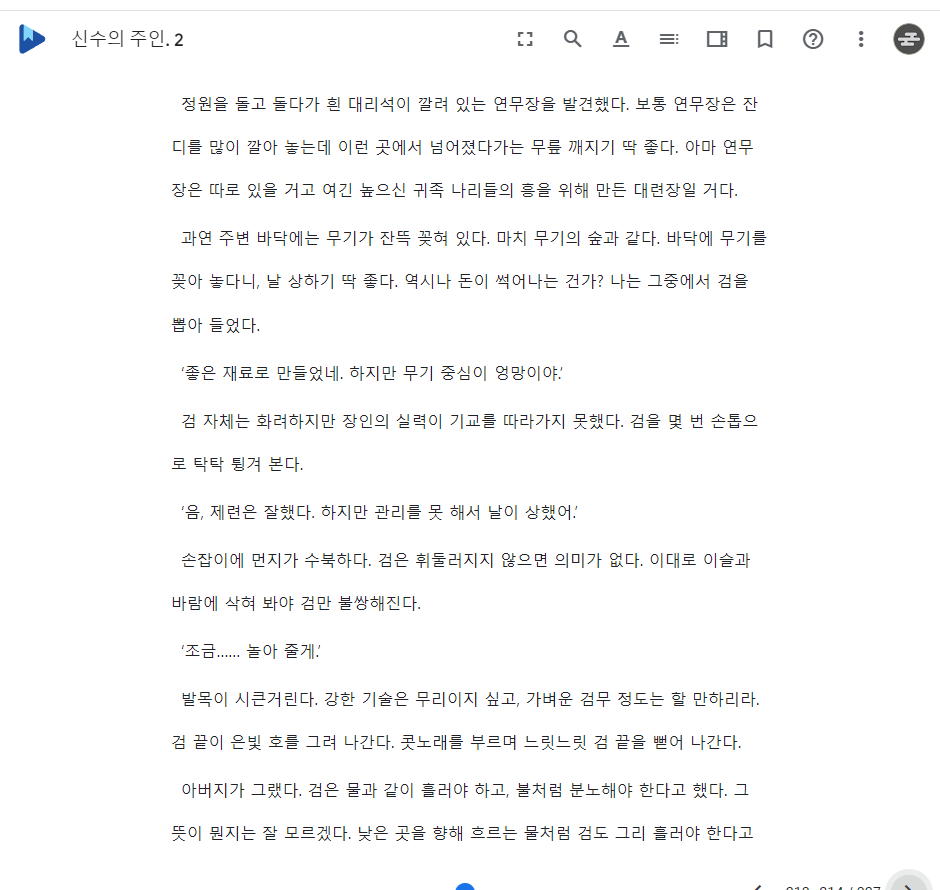 신수의 주인. 2
정원을 돌고 돌다가 흰 대리석이 깔려 있는 연무장을 발견했다. 보통 연무장은 잔
디를 많이 깔아 놓는데 이런 곳에서 넘어졌다가는 무릎 깨지기 딱 좋다. 아마 연무
장은 따로 있을 거고 여긴 높으신 귀족 나리들의 흥을 위해 만든 대련장일 거다.
과연 주변 바닥에는 무기가 잔뜩 꽂혀 있다. 마치 무기의 숲과 같다. 바닥에 무기를
꽂아 놓다니, 날 상하기 딱 좋다. 역시나 돈이 썩어나는 건가? 나는 그중에서 검을
뽑아 들었다.
‘좋은 재료로 만들었네. 하지만 무기 중심이 엉망이야.’
검 자체는 화려하지만 장인의 실력이 기교를 따라가지 못했다. 검을 몇 번 손톱으
로 탁탁 튕겨 본다.
‘음, 제련은 잘했다. 하지만 관리를 못 해서 날이 상했어.’
손잡이에 먼지가 수북하다. 검은 휘둘러지지 않으면 의미가 없다. 이대로 이슬과
바람에 삭혀 봐야 검만 불쌍해진다.
‘조금…… 놀아 줄게.’
발목이 시큰거린다. 강한 기술은 무리이지 싶고, 가벼운 검무 정도는 할 만하리라.
검 끝이 은빛 호를 그려 나간다. 콧노래를 부르며 느릿느릿 검 끝을 뻗어 나간다.
아버지가 그랬다. 검은 물과 같이 흘러야 하고, 불처럼 분노해야 한다고 했다. 그
뜻이 뭔지는 잘 모르겠다. 낮은 곳을 향해 흐르는 물처럼 검도 그리 흘러야 한다고